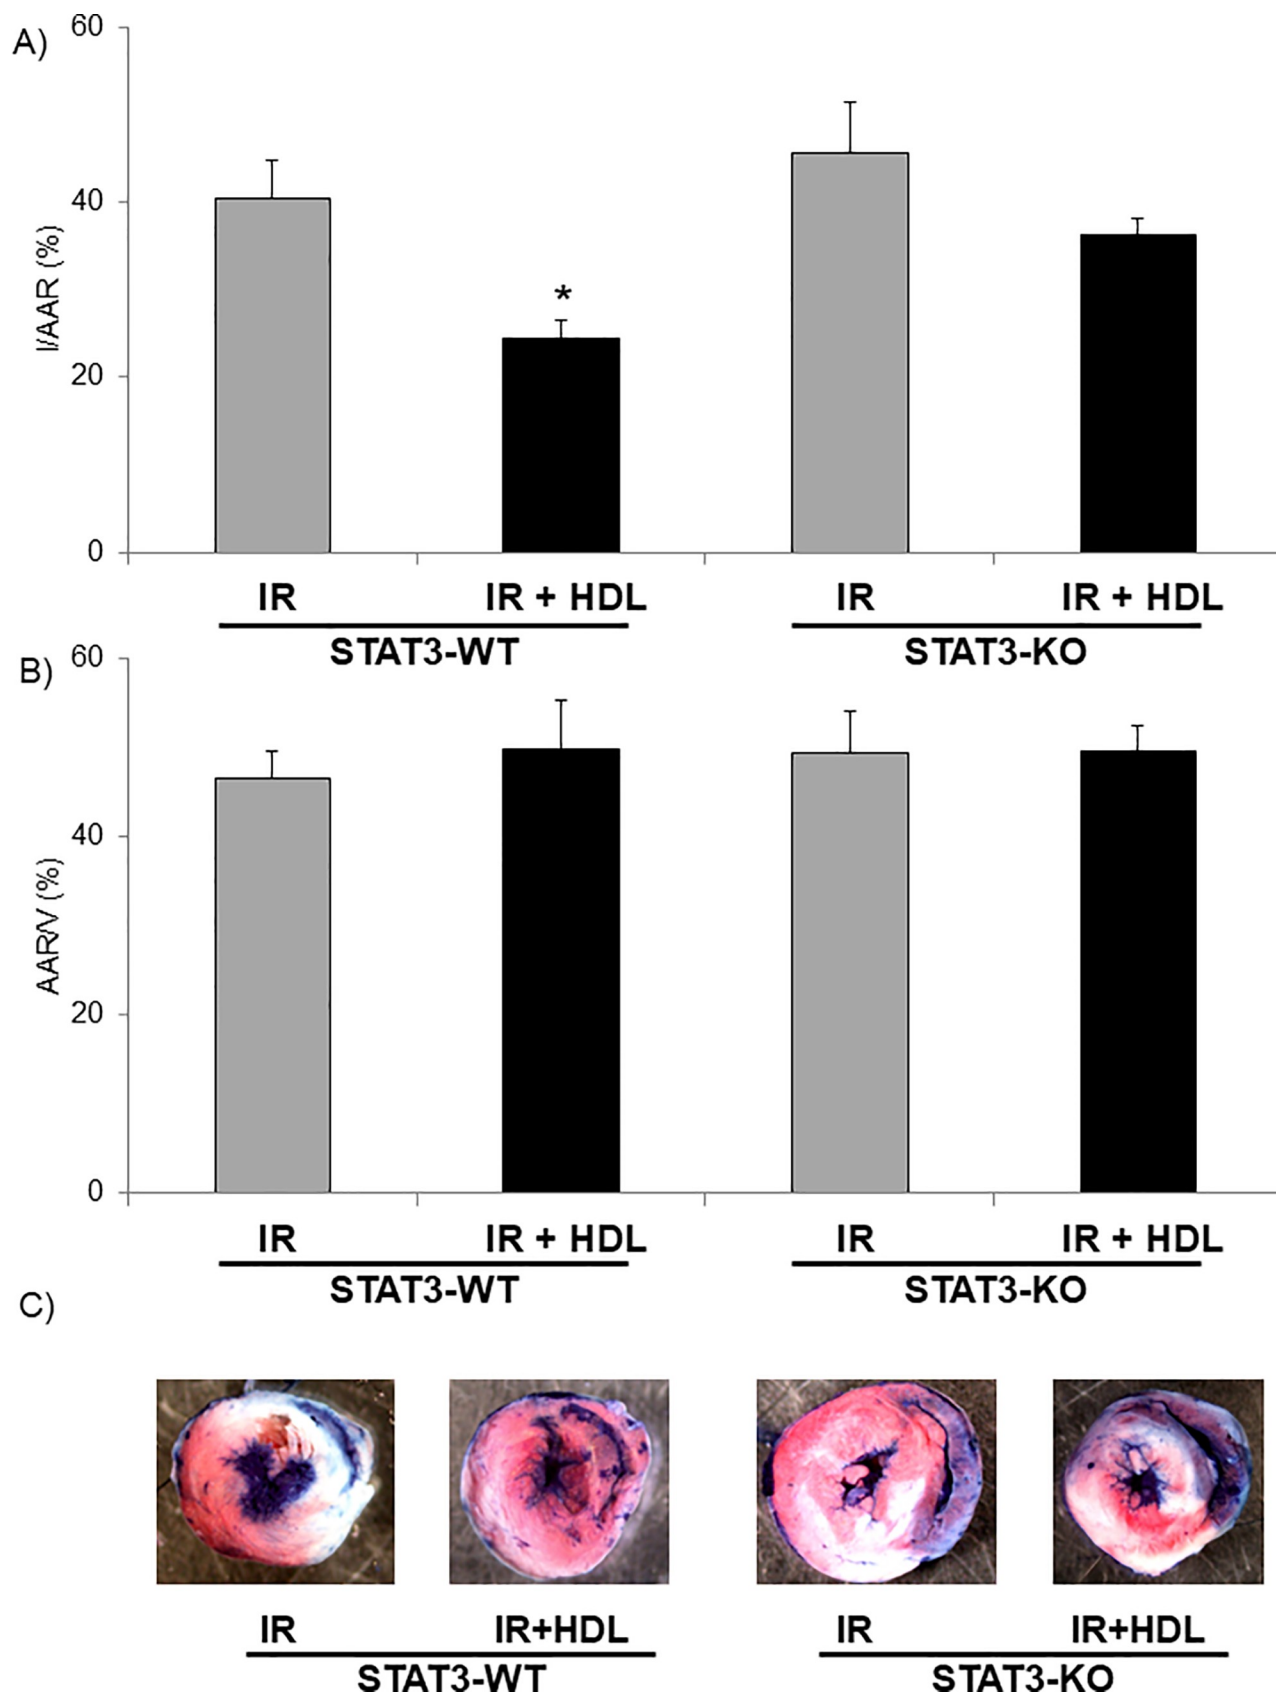 A)
60
40
20
0
I/AAR (%)
*
IR IR + HDL IR IR + HDL
STAT3-WT STAT3-KO
B)
60
40
20
0
AAR/V (%)
IR IR + HDL IR IR + HDL
STAT3-WT STAT3-KO
C)
IR IR+HDL IR IR+HDL
STAT3-WT STAT3-KO